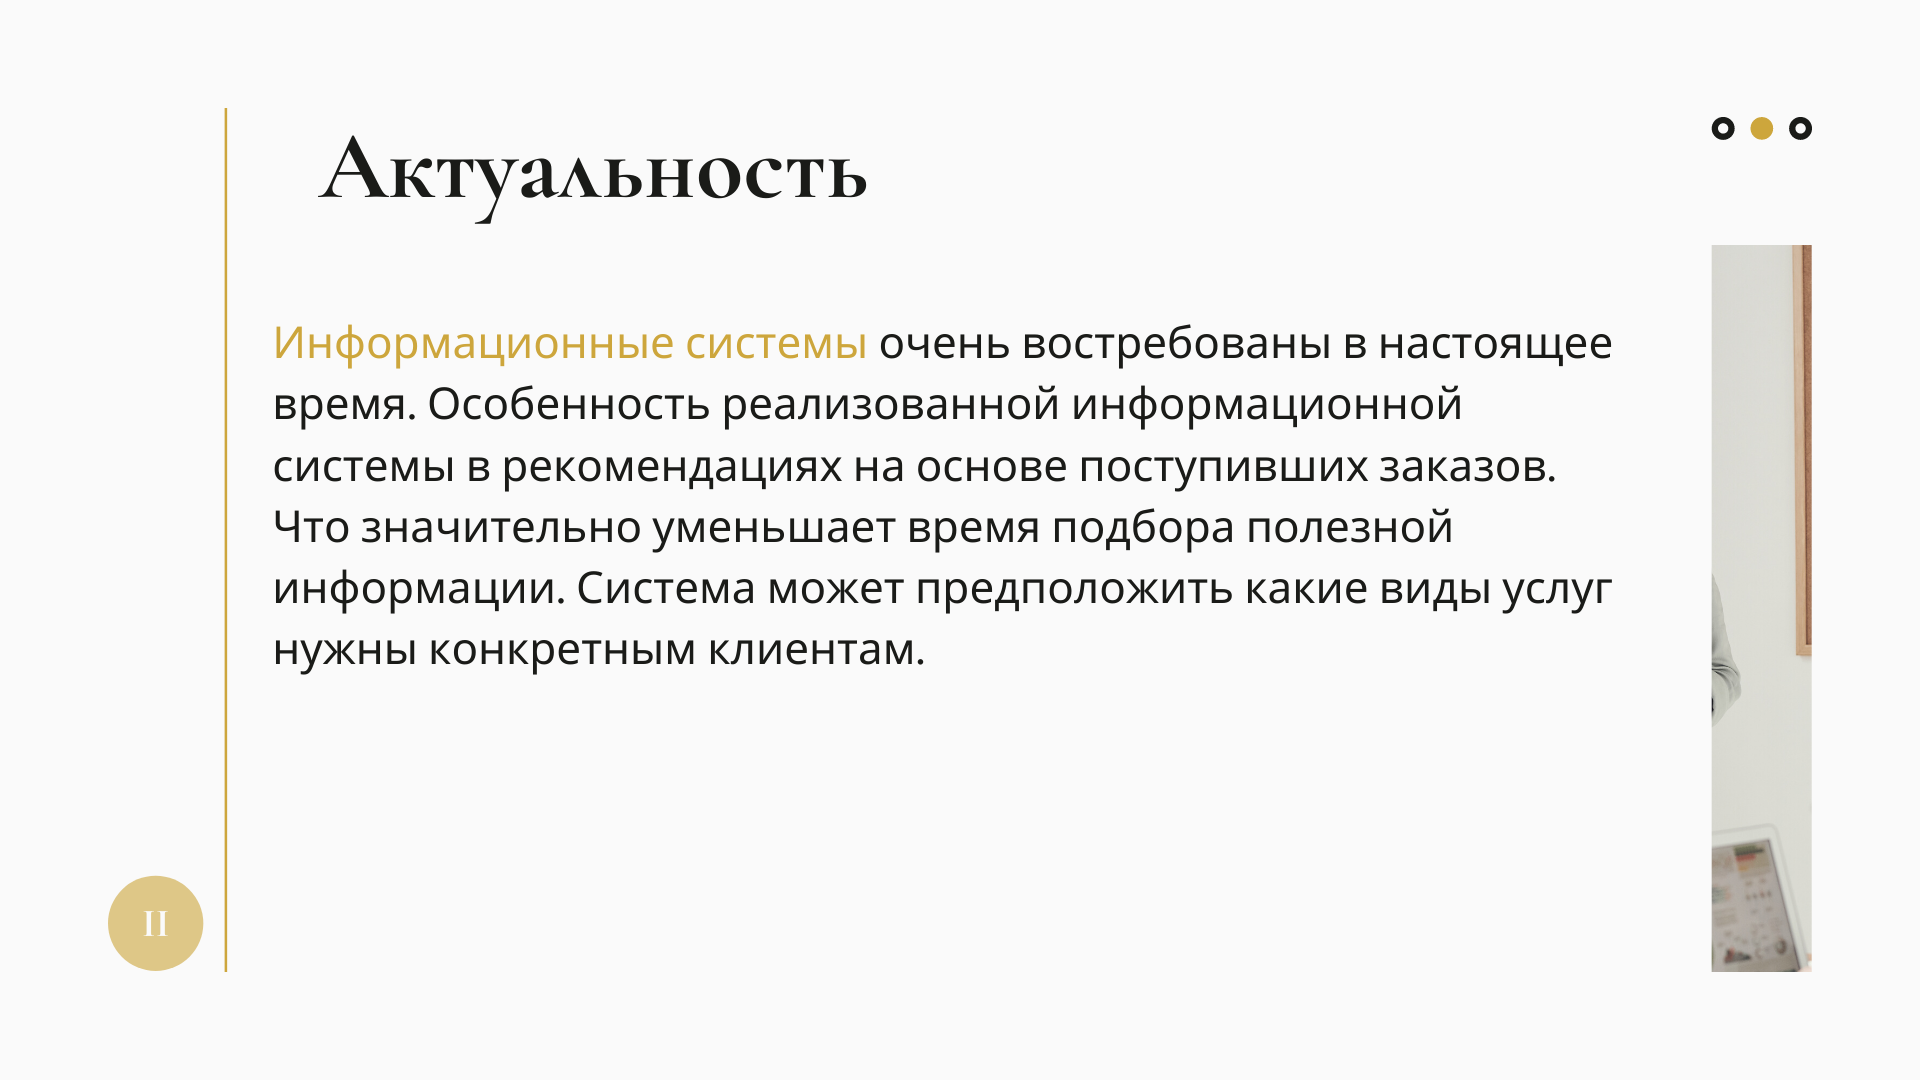 Актуальность
Информационные системы очень востребованы в настоящее
время. Особенность реализованной информационной
системы в рекомендациях на основе поступивших заказов.
Что значительно уменьшает время подбора полезной
информации. Система может предположить какие виды услуг
нужны конкретным клиентам.
II